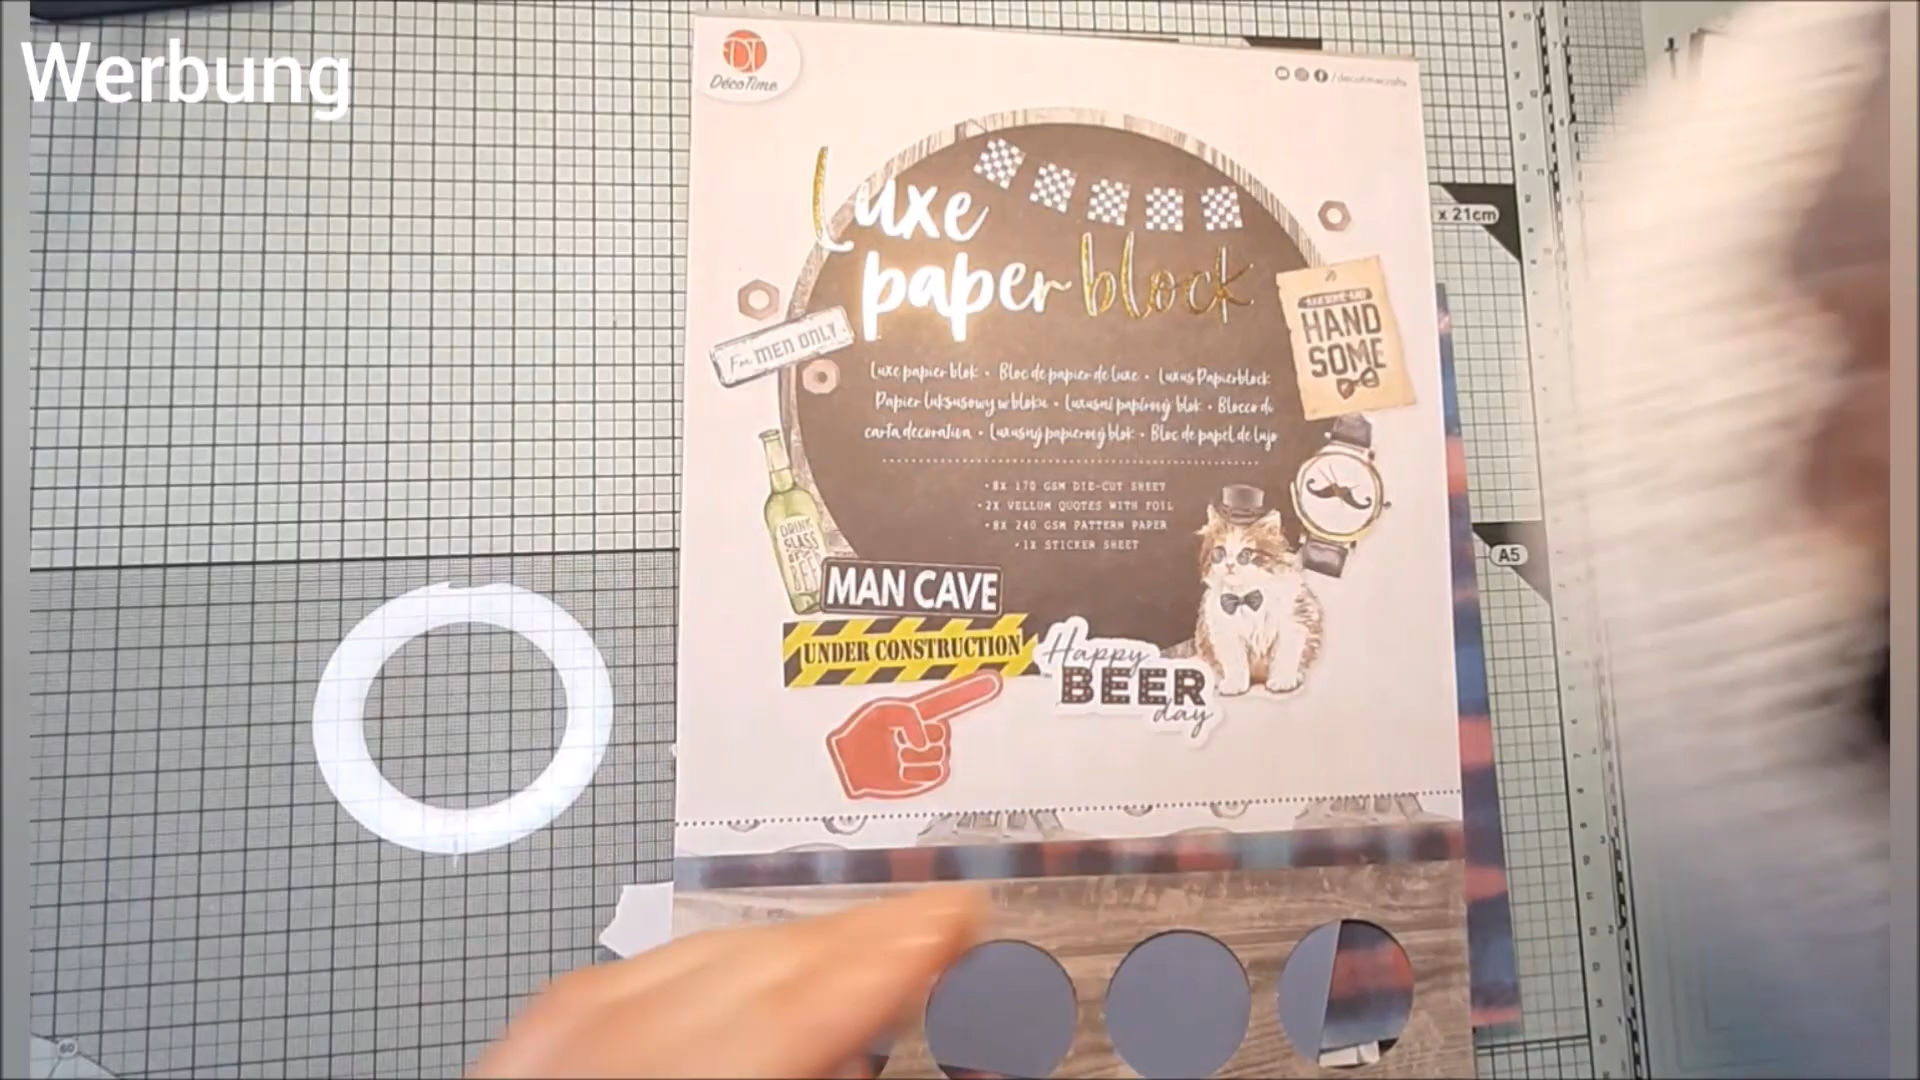 Werbung
DT
DécoTime
/decotimecrafts
Luxe
paper block
For MEN ONLY
HAND
SOME
x 21cm
Luxe papier blok • Bloc de papier de luxe • Luxus Papierblock
Papier luksusowy w bloku • Luxusní papírový blok • Blocco di
carta decorativa • Luxusný papierový blok • Bloc de papel de lujo
• 8X 170 GSM DIE-CUT SHEET
• 2X VELLUM QUOTES WITH FOIL
• 8X 240 GSM PATTERN PAPER
• 1X STICKER SHEET
DRINK
GLASS
BEER
A5
MAN CAVE
UNDER CONSTRUCTION
Happy
BEER
day
60